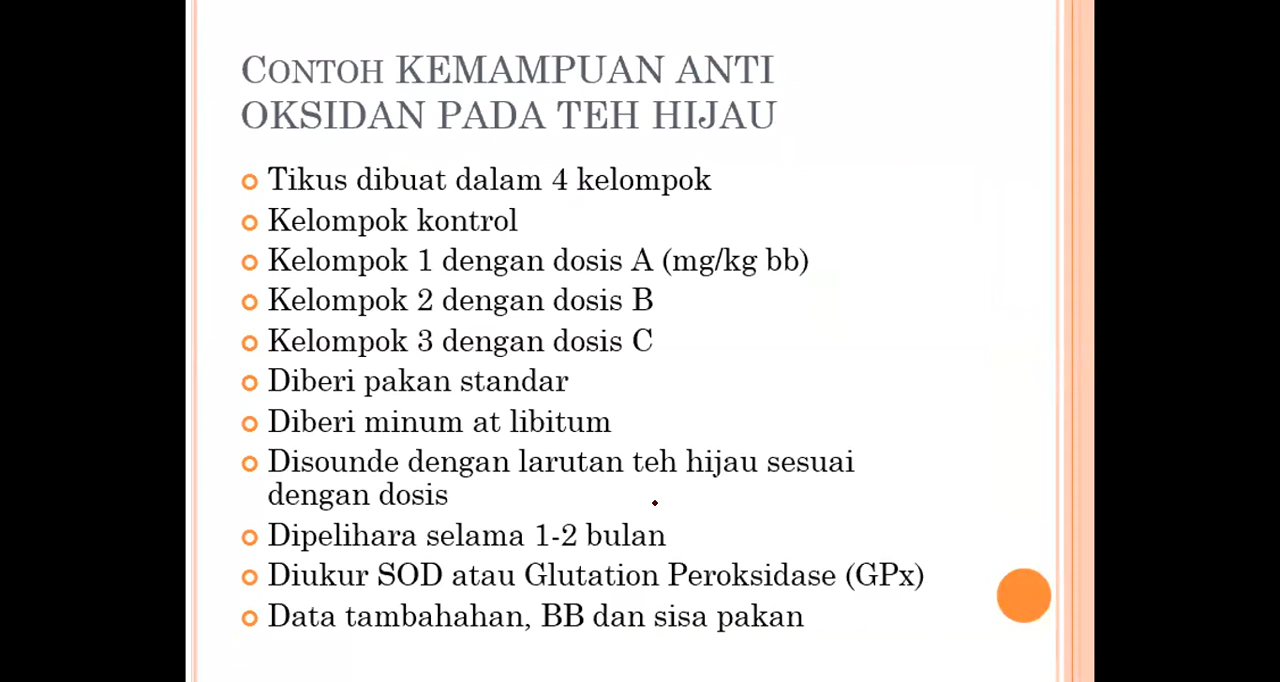 CONTOH KEMAMPUAN ANTI
OKSIDAN PADA TEH HIJAU
Tikus dibuat dalam 4 kelompok
Kelompok kontrol
Kelompok 1 dengan dosis A (mg/kg bb)
Kelompok 2 dengan dosis B
Kelompok 3 dengan dosis C
Diberi pakan standar
Diberi minum at libitum
Disounde dengan larutan teh hijau sesuai
dengan dosis
Dipelihara selama 1-2 bulan
Diukur SOD atau Glutation Peroksidase (GPx)
Data tambahahan, BB dan sisa pakan